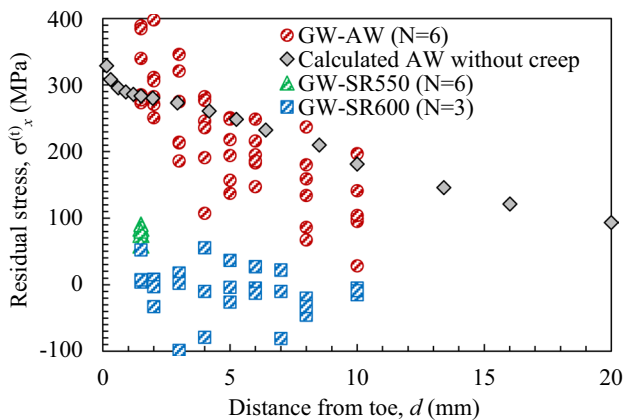 400
300
200
100
0
-100
Residual stress, σ⁽ᵗ⁾ₓ (MPa)
GW-AW (N=6)
Calculated AW without creep
GW-SR550 (N=6)
GW-SR600 (N=3)
0 5 10 15 20
Distance from toe, d (mm)